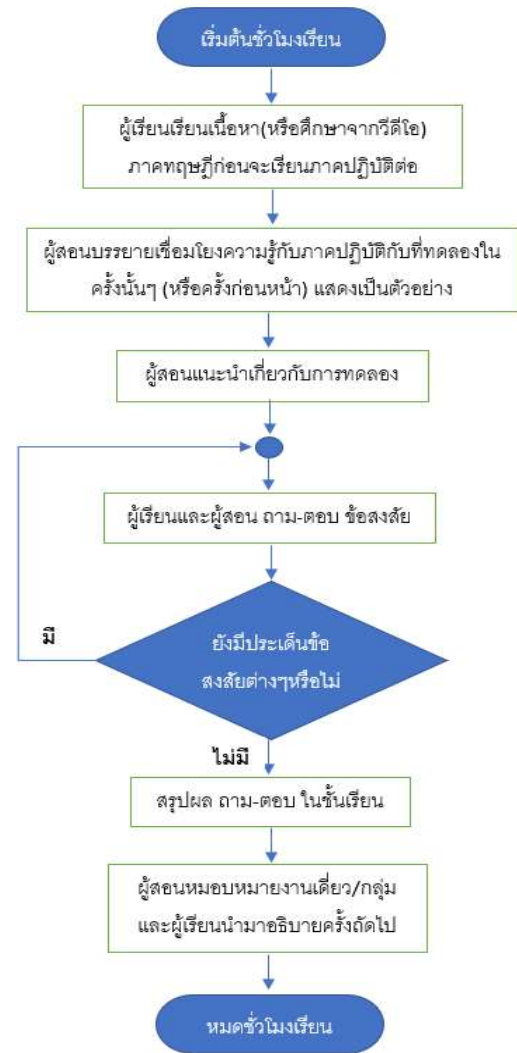 เริ่มต้นชั่วโมงเรียน
ผู้เรียนเรียนเนื้อหา(หรือศึกษาจากวีดีโอ)
ภาคทฤษฎีก่อนจะเรียนภาคปฏิบัติต่อ
ผู้สอนบรรยายเชื่อมโยงความรู้กับภาคปฏิบัติกับที่ทดลองใน
ครั้งนั้นๆ (หรือครั้งก่อนหน้า) แสดงเป็นตัวอย่าง
ผู้สอนแนะนำเกี่ยวกับการทดลอง
ผู้เรียนและผู้สอน ถาม-ตอบ ข้อสงสัย
มี
ยังมีประเด็นข้อ
สงสัยต่างๆหรือไม่
ไม่มี
สรุปผล ถาม-ตอบ ในชั้นเรียน
ผู้สอนหมอบหมายงานเดี่ยว/กลุ่ม
และผู้เรียนนำมาอธิบายครั้งถัดไป
หมดชั่วโมงเรียน